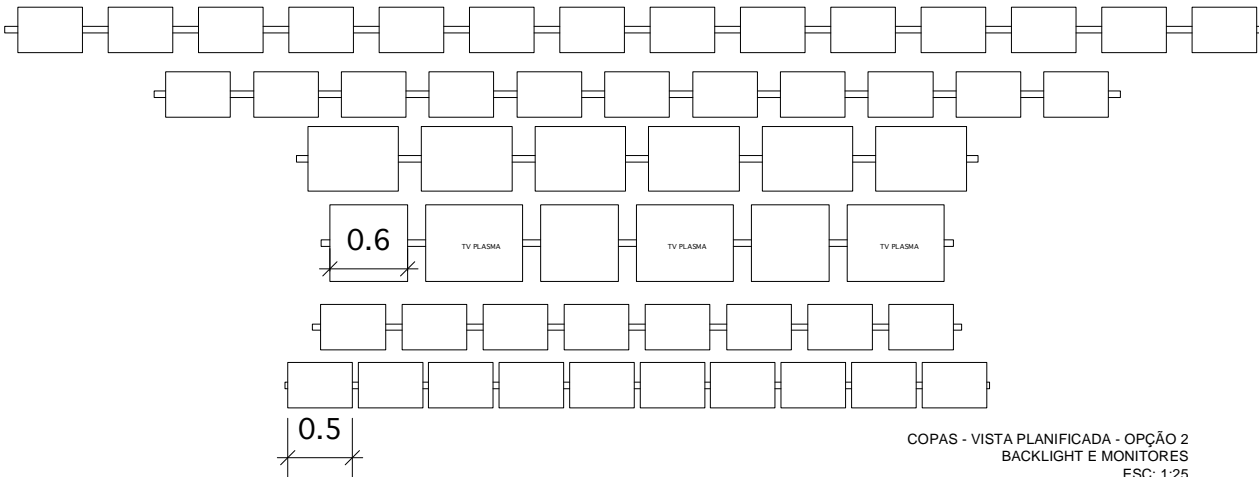 0.6
TV PLASMA
TV PLASMA
TV PLASMA
0.5
COPAS - VISTA PLANIFICADA - OPÇÃO 2
BACKLIGHT E MONITORES
ESC: 1:25